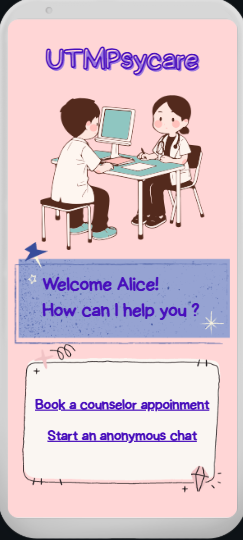 UTMPsycare
Welcome Alice!
How can I help you ?
Book a counselor appoinment
Start an anonymous chat